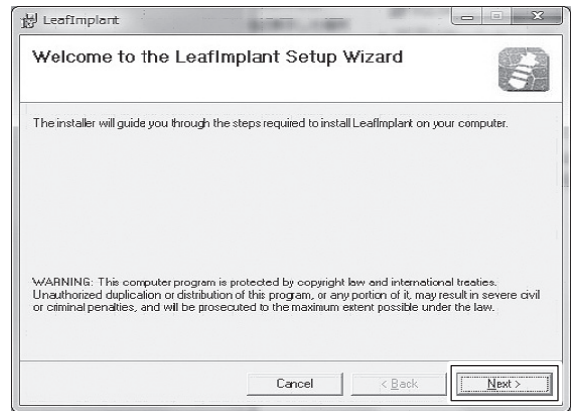 LeafImplant
Welcome to the LeafImplant Setup Wizard
The installer will guide you through the steps required to install LeafImplant on your computer.
WARNING: This computer program is protected by copyright law and international treaties.
Unauthorized duplication or distribution of this program, or any portion of it, may result in severe civil
or criminal penalties, and will be prosecuted to the maximum extent possible under the law.
Cancel
< Back
Next >